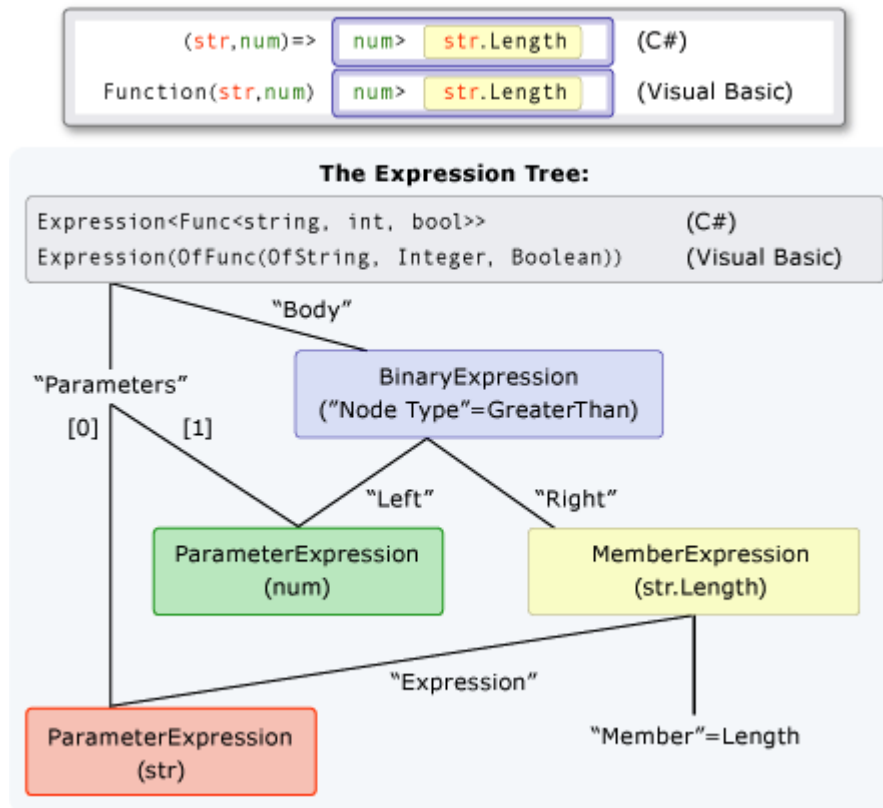 (str,num)=> num> str.Length (C#)
Function(str,num) num> str.Length (Visual Basic)
The Expression Tree:
Expression<Func<string, int, bool>> (C#)
Expression(OfFunc(OfString, Integer, Boolean)) (Visual Basic)
“Body”
“Parameters”
BinaryExpression
(”Node Type”=GreaterThan)
[0] [1]
“Left” “Right”
ParameterExpression
(num)
MemberExpression
(str.Length)
“Expression”
ParameterExpression
(str)
“Member”=Length